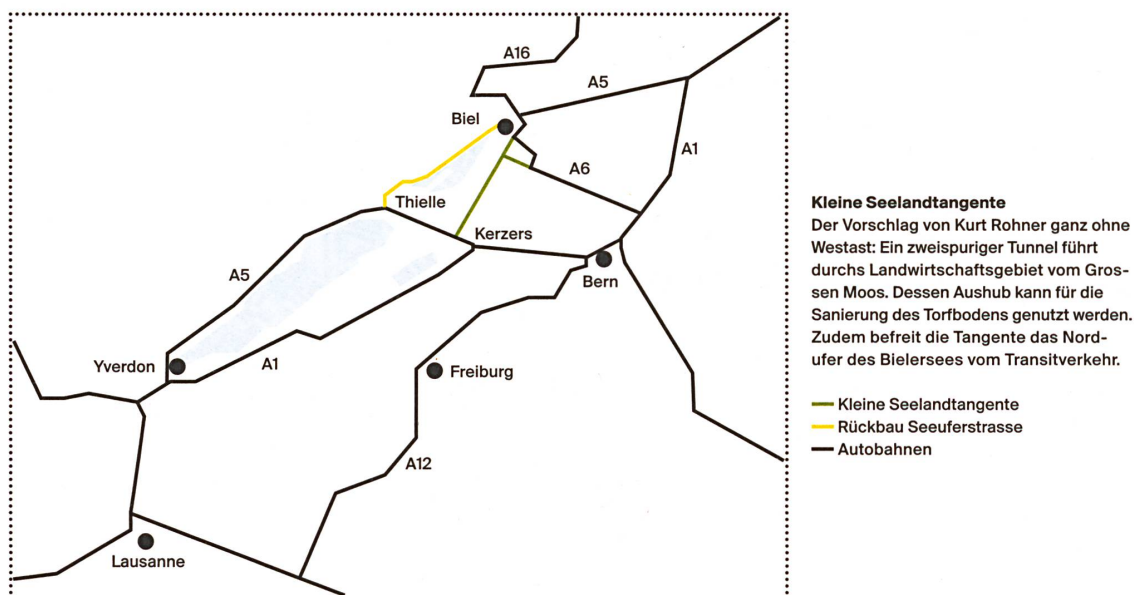 A16
A5
Biel
A1
A6
Thielle
Kerzers
A5
Bern
Yverdon
A1
Freiburg
A12
Lausanne
Kleine Seelandtangente
Der Vorschlag von Kurt Rohner ganz ohne
Westast: Ein zweispuriger Tunnel führt
durchs Landwirtschaftsgebiet vom Gros-
sen Moos. Dessen Aushub kann für die
Sanierung des Torfbodens genutzt werden.
Zudem befreit die Tangente das Nord-
ufer des Bielersees vom Transitverkehr.
Kleine Seelandtangente
Rückbau Seeuferstrasse
Autobahnen